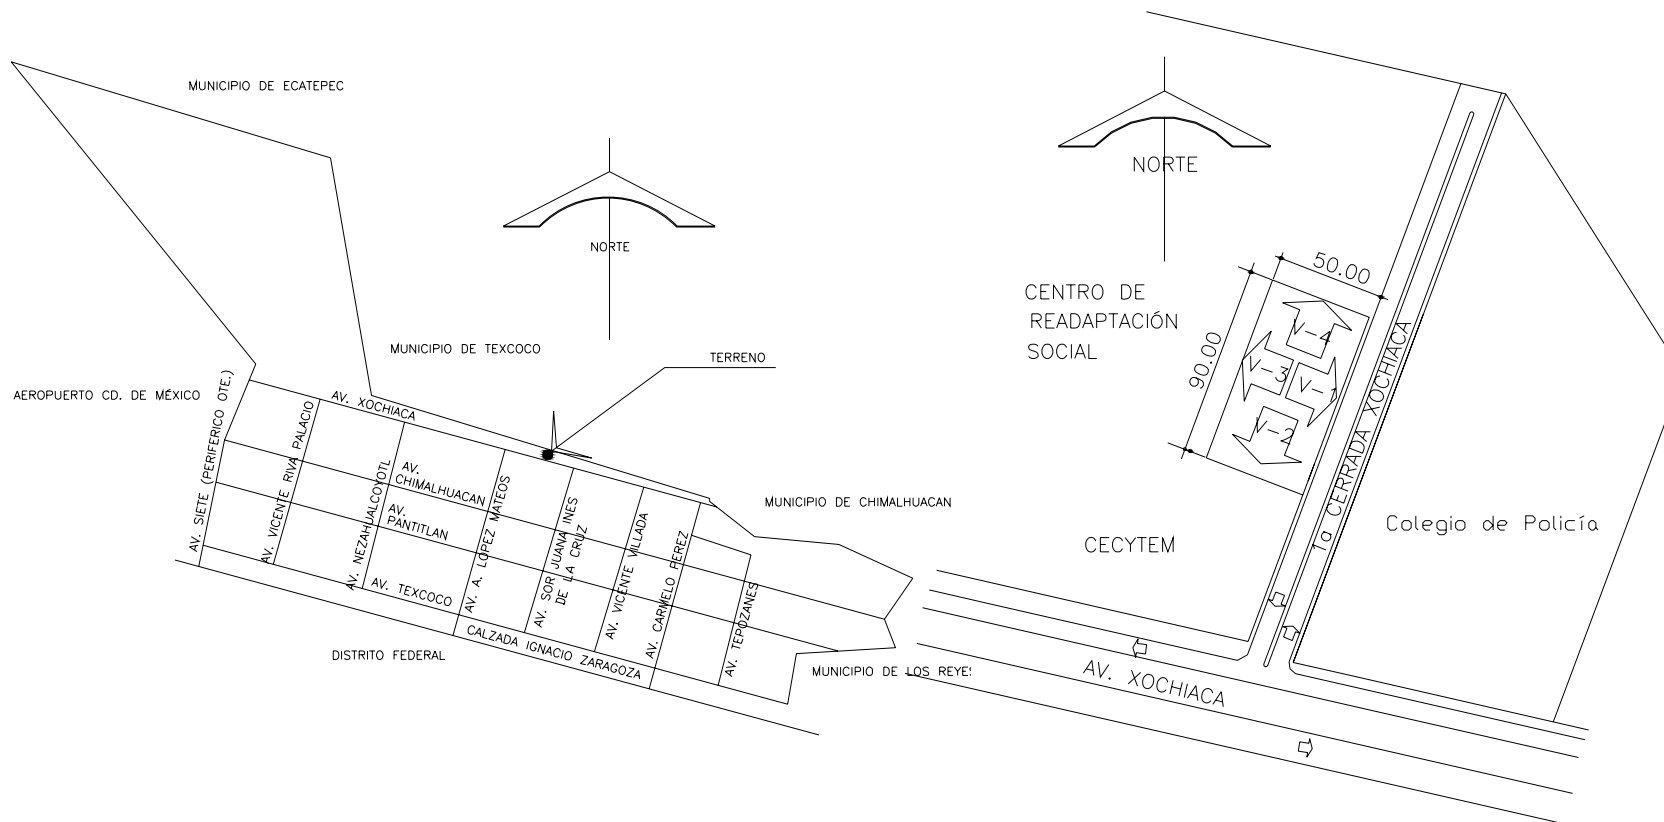 MUNICIPIO DE ECATEPEC
NORTE
MUNICIPIO DE TEXCOCO
TERRENO
AEROPUERTO CD. DE MÉXICO
AV. SIETE (PERIFERICO OTE.)
AV. XOCHIACA
AV. VICENTE RIVA PALACIO
AV. NEZAHUALCOYOTL
AV.
CHIMALHUACAN
AV.
PANTITLAN
AV. A. LOPEZ MATEOS
AV. SOR JUANA INES
DE LA CRUZ
AV. VICENTE VILLADA
AV. CARMELO PEREZ
AV. TEPOZANES
AV. TEXCOCO
CALZADA IGNACIO ZARAGOZA
MUNICIPIO DE CHIMALHUACAN
DISTRITO FEDERAL
MUNICIPIO DE LOS REYES
NORTE
CENTRO DE
READAPTACIÓN
SOCIAL
50.00
90.00
V-4
V-3
V-1
V-2
1a CERRADA XOCHIACA
Colegio de Policía
CECYTEM
AV. XOCHIACA